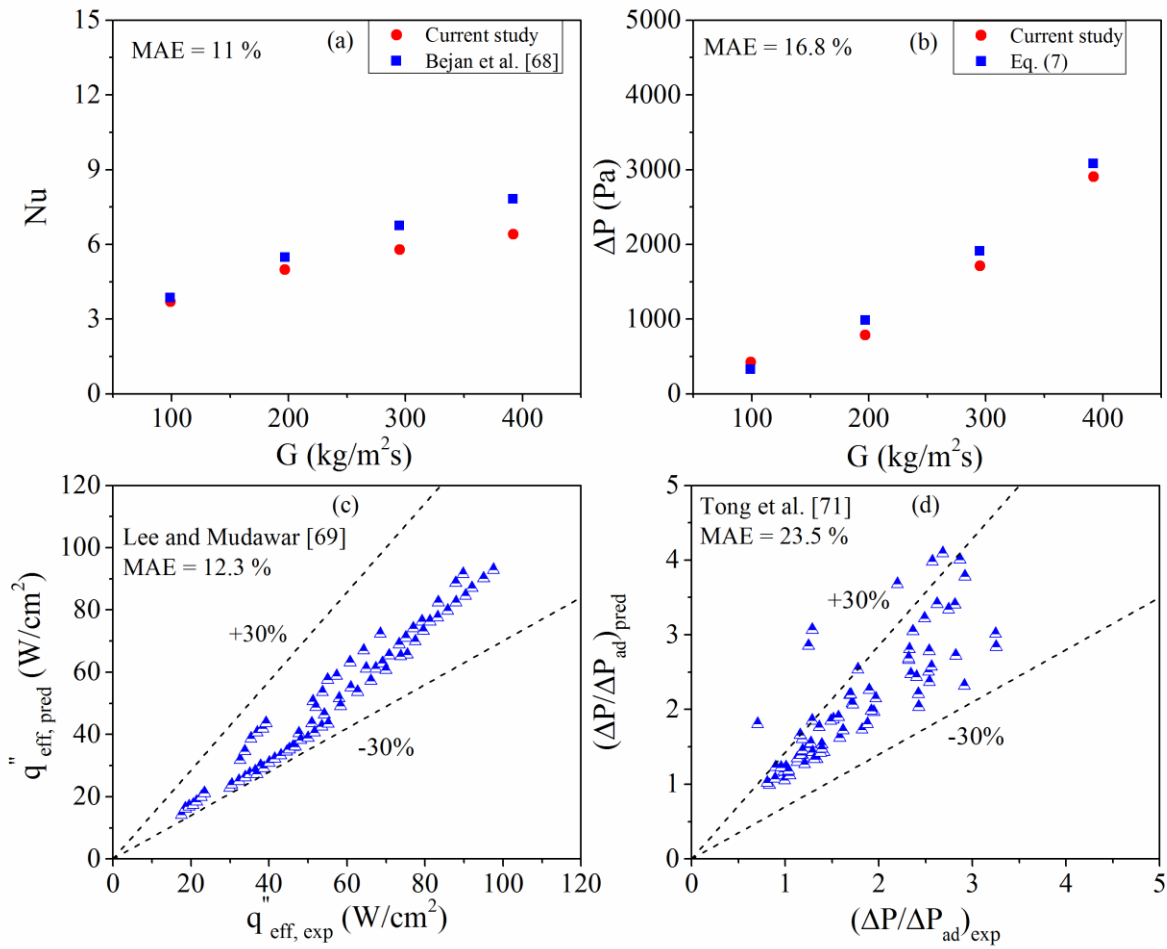 MAE = 11 %
(a)
Current study
Bejan et al. [68]
15
12
9
6
3
0
Nu
100
200
300
400
G (kg/m²s)
MAE = 16.8 %
(b)
Current study
Eq. (7)
5000
4000
3000
2000
1000
0
ΔP (Pa)
100
200
300
400
G (kg/m²s)
(c)
Lee and Mudawar [69]
MAE = 12.3 %
+30%
-30%
120
100
80
60
40
20
0
q"eff, pred (W/cm²)
0
20
40
60
80
100
120
q"eff, exp (W/cm²)
Tong et al. [71]
(d)
MAE = 23.5 %
+30%
-30%
5
4
3
2
1
0
(ΔP/ΔPad)pred
1
2
3
4
5
(ΔP/ΔPad)exp